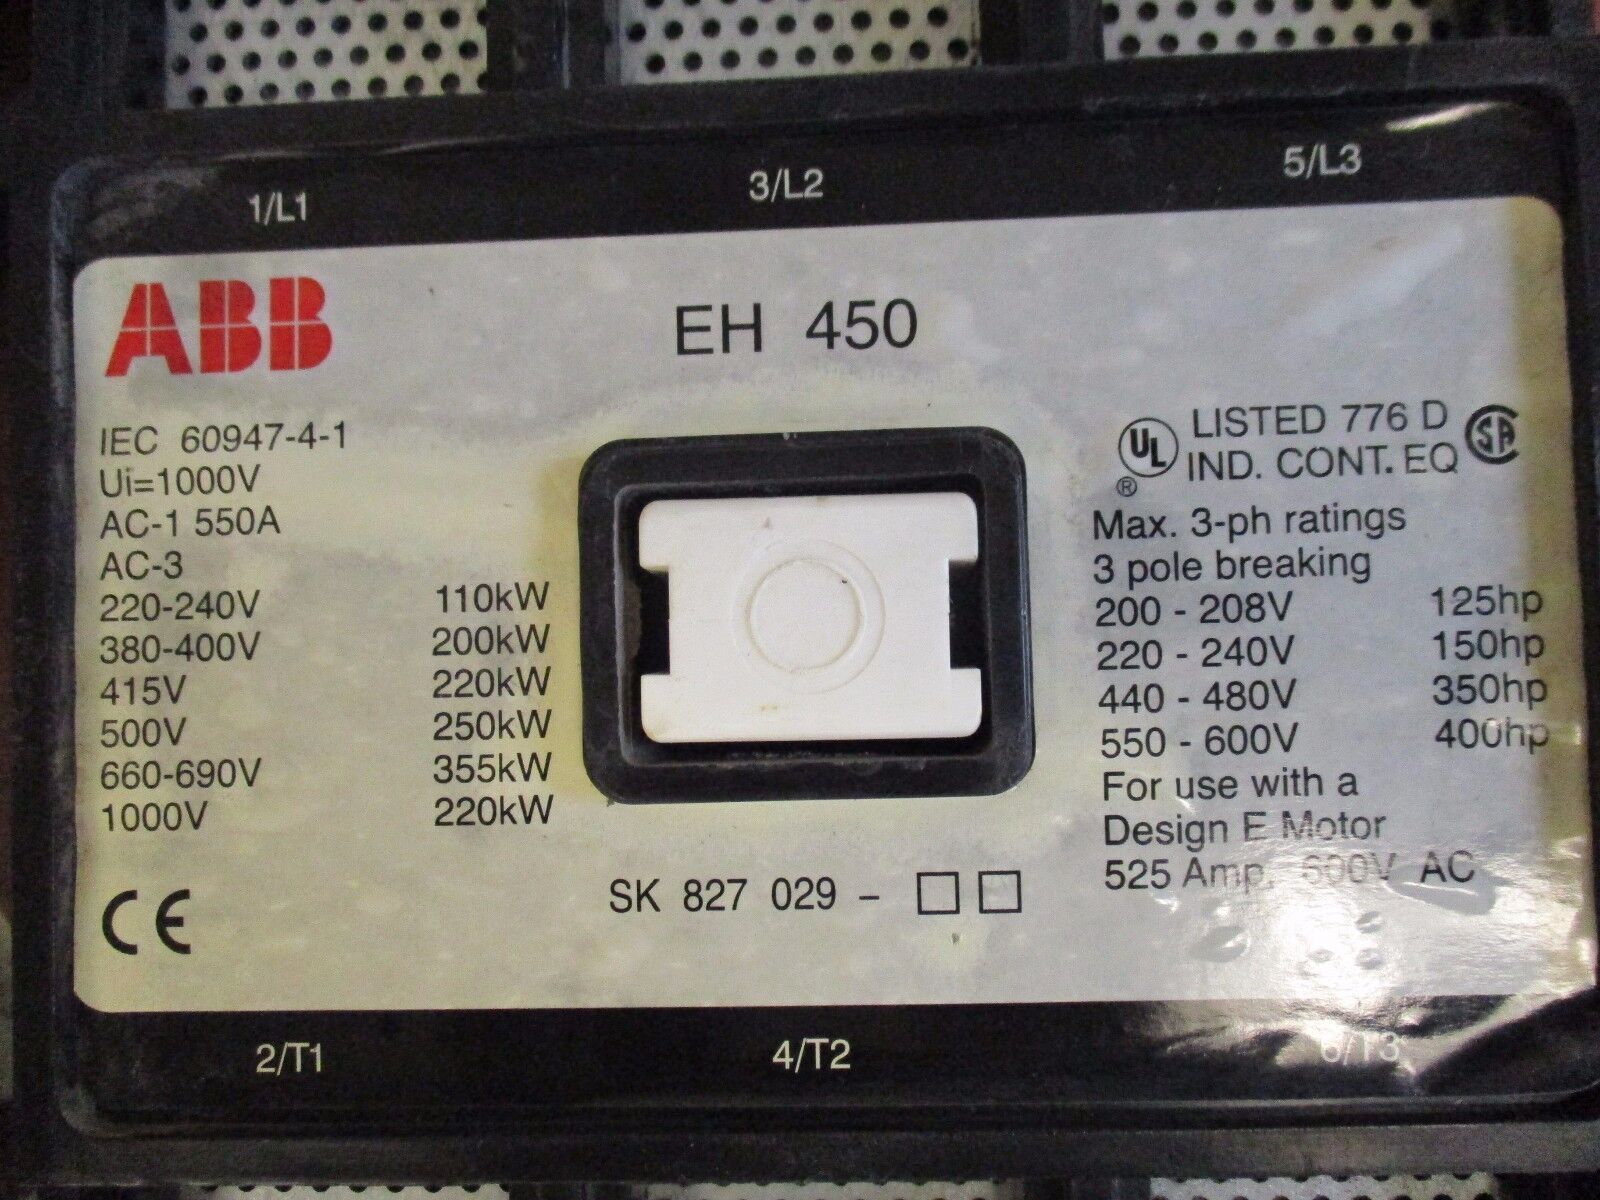 1/L1
3/L2
5/L3
ABB
EH 450
IEC 60947-4-1
Ui=1000V
AC-1 550A
AC-3
220-240V 110kW
380-400V 200kW
415V 220kW
500V 250kW
660-690V 355kW
1000V 220kW
CE
SK 827 029 -
UL
®
LISTED 776 D
IND. CONT. EQ
SA
Max. 3-ph ratings
3 pole breaking
200 - 208V 125hp
220 - 240V 150hp
440 - 480V 350hp
550 - 600V 400hp
For use with a
Design E Motor
525 Amp, 600V AC
2/T1
4/T2
6/T3